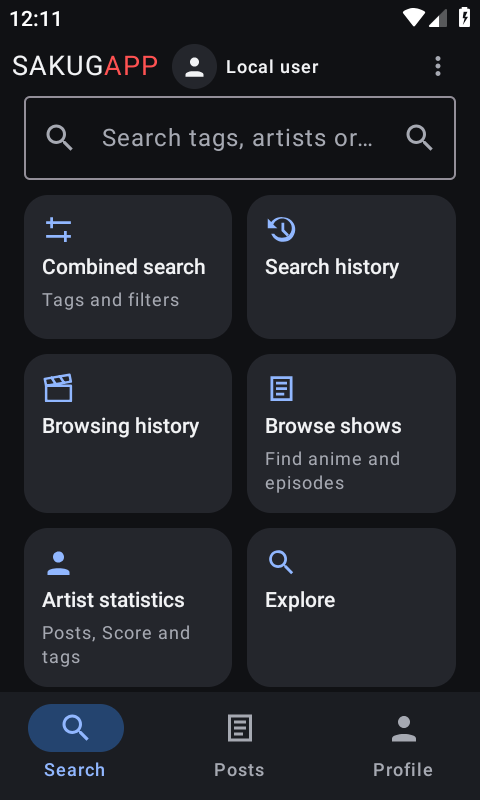 12:11
SAKUGAPP
Local user
Search tags, artists or...
Combined search
Tags and filters
Search history
Browsing history
Browse shows
Find anime and
episodes
Artist statistics
Posts, Score and
tags
Explore
Search
Posts
Profile